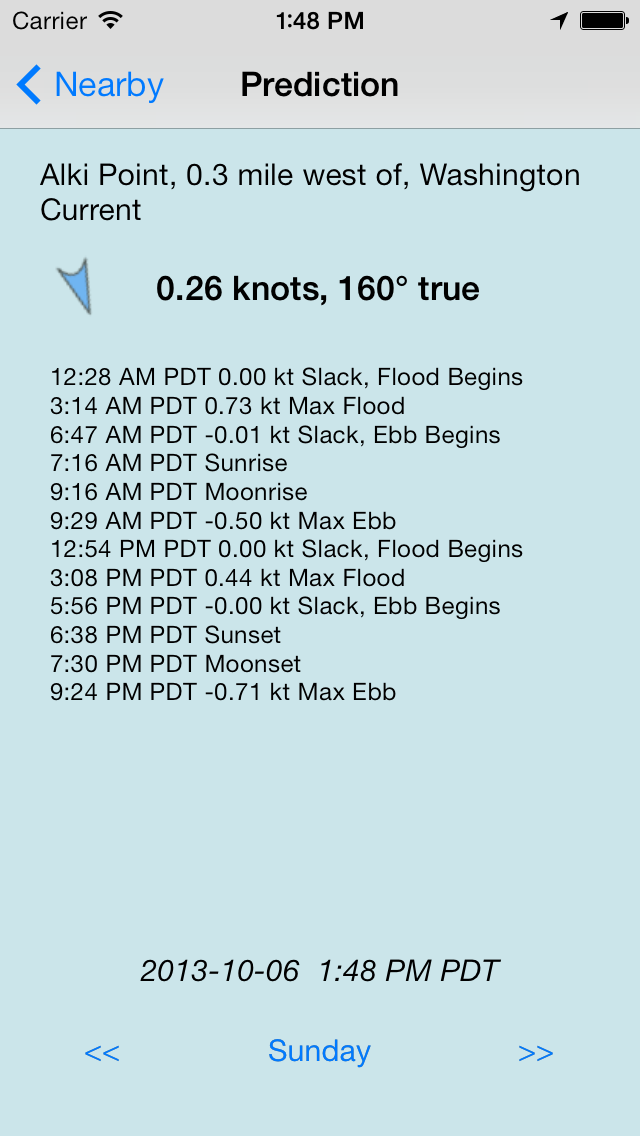 Carrier 1:48 PM
Nearby Prediction
Alki Point, 0.3 mile west of, Washington
Current
0.26 knots, 160° true
12:28 AM PDT 0.00 kt Slack, Flood Begins
3:14 AM PDT 0.73 kt Max Flood
6:47 AM PDT -0.01 kt Slack, Ebb Begins
7:16 AM PDT Sunrise
9:16 AM PDT Moonrise
9:29 AM PDT -0.50 kt Max Ebb
12:54 PM PDT 0.00 kt Slack, Flood Begins
3:08 PM PDT 0.44 kt Max Flood
5:56 PM PDT -0.00 kt Slack, Ebb Begins
6:38 PM PDT Sunset
7:30 PM PDT Moonset
9:24 PM PDT -0.71 kt Max Ebb
2013-10-06 1:48 PM PDT
<< Sunday >>